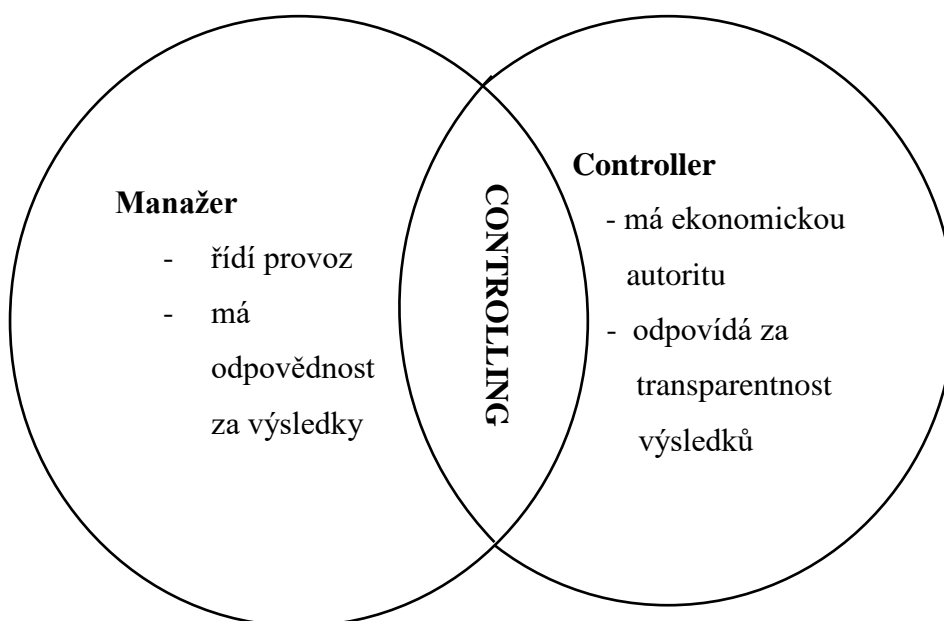 Manažer
- řídí provoz
- má
odpovědnost
za výsledky
CONTROLLING
Controller
- má ekonomickou
autoritu
- odpovídá za
transparentnost
výsledků